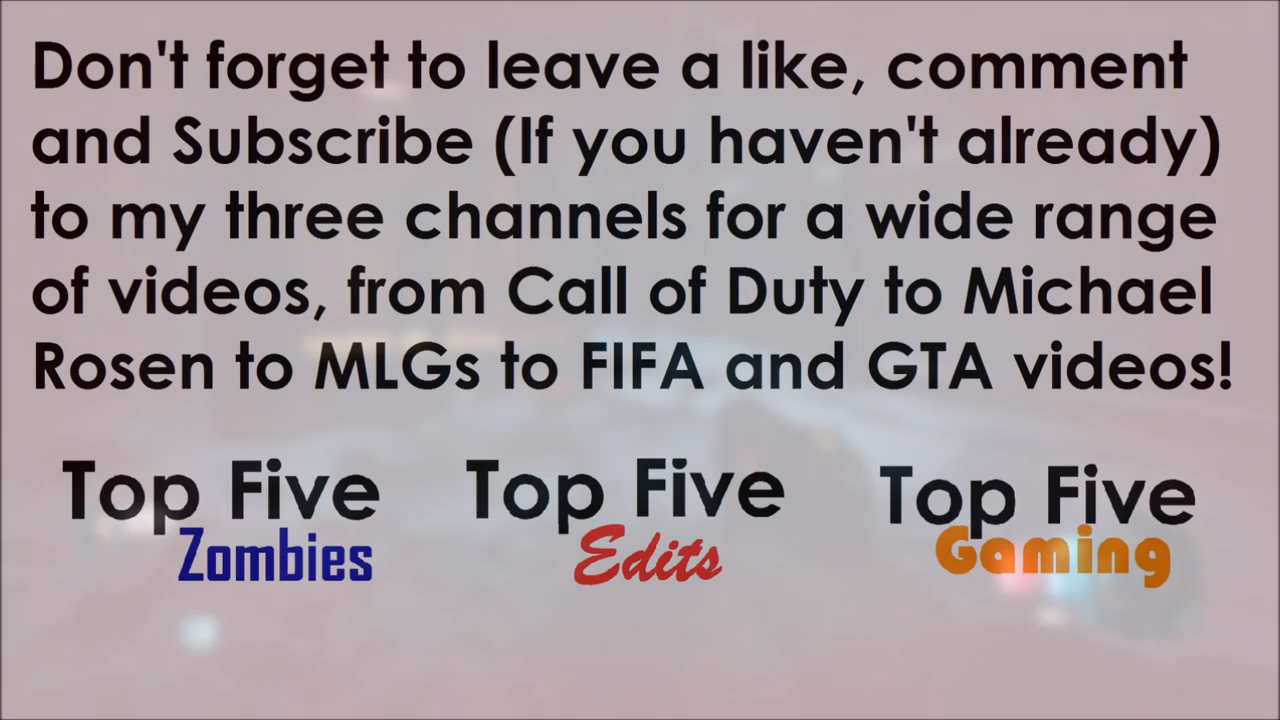 Don't forget to leave a like, comment
and Subscribe (If you haven't already)
to my three channels for a wide range
of videos, from Call of Duty to Michael
Rosen to MLGs to FIFA and GTA videos!
Top Five
Zombies
Top Five
Edits
Top Five
Gaming